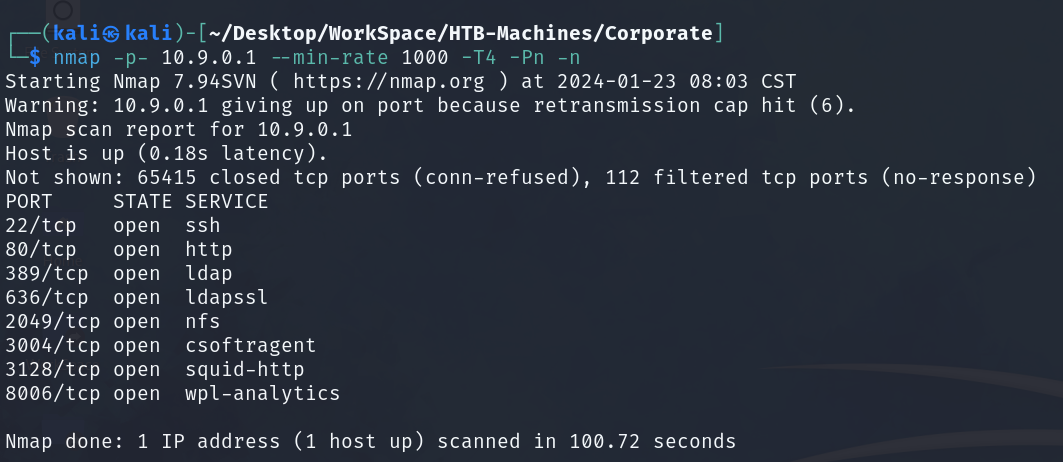 ┌──(kali㉿kali)-[~/Desktop/WorkSpace/HTB-Machines/Corporate]
└─$ nmap -p- 10.9.0.1 --min-rate 1000 -T4 -Pn -n
Starting Nmap 7.94SVN ( https://nmap.org ) at 2024-01-23 08:03 CST
Warning: 10.9.0.1 giving up on port because retransmission cap hit (6).
Nmap scan report for 10.9.0.1
Host is up (0.18s latency).
Not shown: 65415 closed tcp ports (conn-refused), 112 filtered tcp ports (no-response)
PORT     STATE SERVICE
22/tcp   open  ssh
80/tcp   open  http
389/tcp  open  ldap
636/tcp  open  ldapssl
2049/tcp open  nfs
3004/tcp open  csoftragent
3128/tcp open  squid-http
8006/tcp open  wpl-analytics

Nmap done: 1 IP address (1 host up) scanned in 100.72 seconds